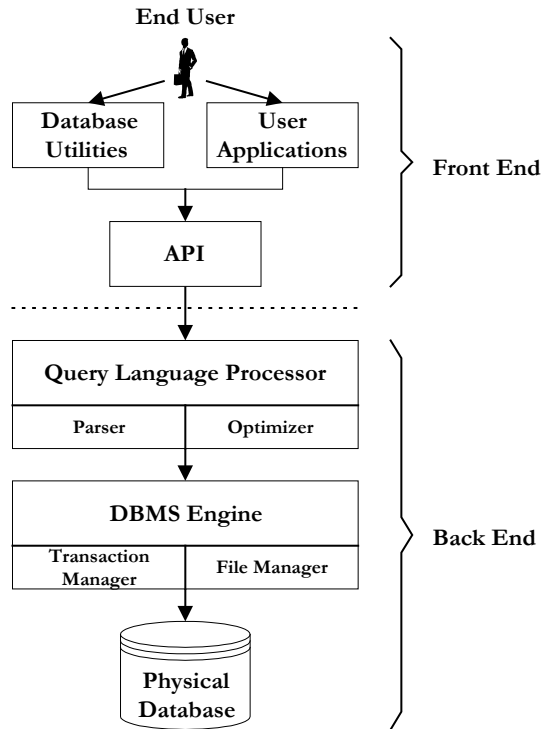 End User
Database
Utilities
User
Applications
Front End
API
Query Language Processor
Parser
Optimizer
DBMS Engine
Back End
Transaction
Manager
File Manager
Physical
Database